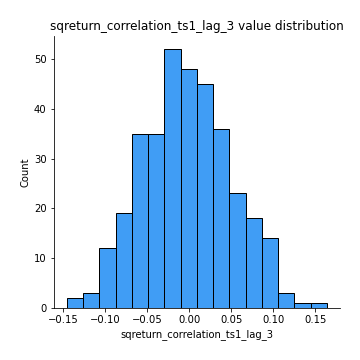 sqreturn_correlation_ts1_lag_3 value distribution
50
40
30
20
10
0
Count
−0.15 −0.10 −0.05 0.00 0.05 0.10 0.15
sqreturn_correlation_ts1_lag_3